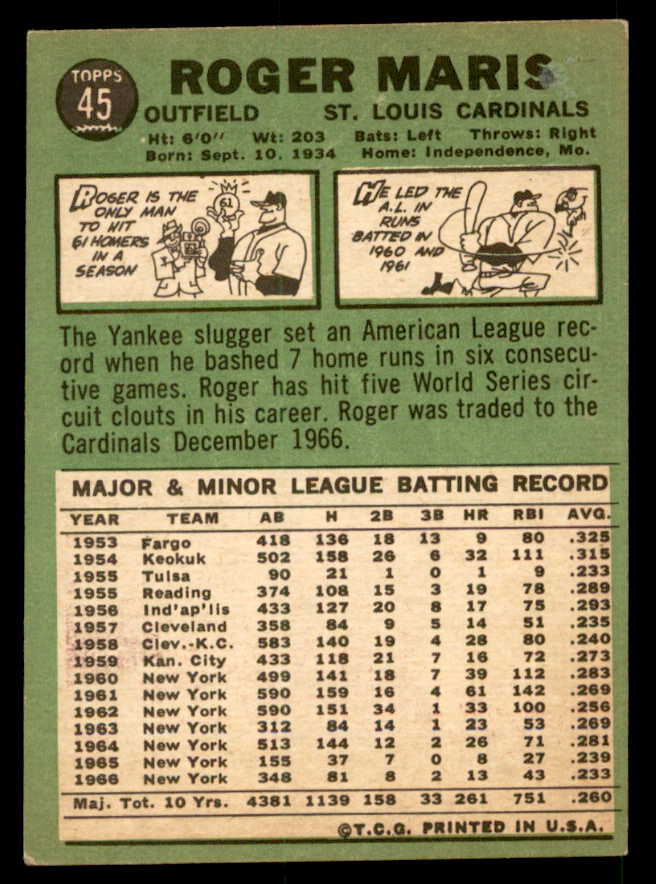 TOPPS
45
ROGER MARIS
OUTFIELD ST. LOUIS CARDINALS
Ht: 6'0" Wt: 203 Bats: Left Throws: Right
Born: Sept. 10, 1934 Home: Independence, Mo.
ROGER IS THE
ONLY MAN
TO HIT
61 HOMERS
IN A
SEASON
61
HE LED THE
A.L. IN
RUNS
BATTED IN
1960 AND
1961
The Yankee slugger set an American League rec-
ord when he bashed 7 home runs in six consecu-
tive games. Roger has hit five World Series cir-
cuit clouts in his career. Roger was traded to the
Cardinals December 1966.
MAJOR & MINOR LEAGUE BATTING RECORD
YEAR TEAM AB H 2B 3B HR RBI AVG.
1953 Fargo 418 136 18 13 9 80 .325
1954 Keokuk 502 158 26 6 32 111 .315
1955 Tulsa 90 21 1 0 1 9 .233
1955 Reading 374 108 15 3 19 78 .289
1956 Ind'ap'lis 433 127 20 8 17 75 .293
1957 Cleveland 358 84 9 5 14 51 .235
1958 Clev.-K.C. 583 140 19 4 28 80 .240
1959 Kan. City 433 118 21 7 16 72 .273
1960 New York 499 141 18 7 39 112 .283
1961 New York 590 159 16 4 61 142 .269
1962 New York 590 151 34 1 33 100 .256
1963 New York 312 84 14 1 23 53 .269
1964 New York 513 144 12 2 26 71 .281
1965 New York 155 37 7 0 8 27 .239
1966 New York 348 81 8 2 13 43 .233
Maj. Tot. 10 Yrs. 4381 1139 158 33 261 751 .260
©T.C.G. PRINTED IN U.S.A.